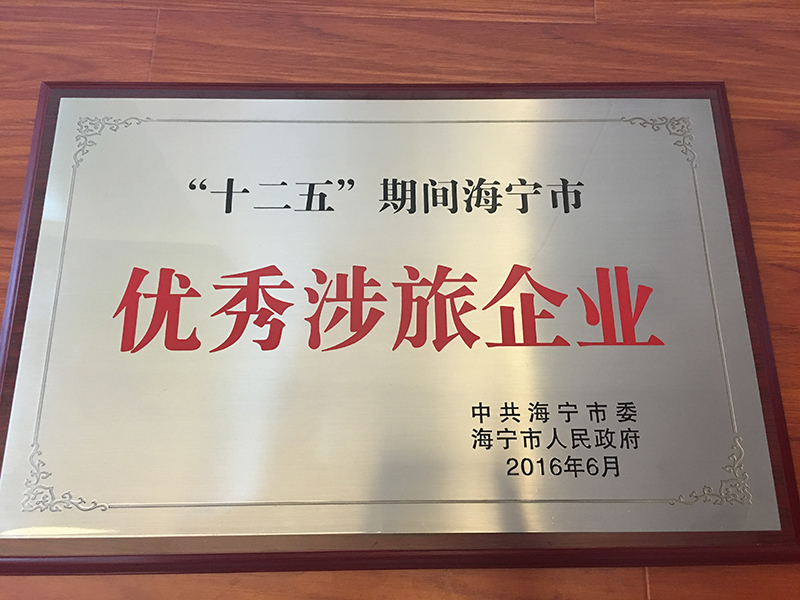 “十二五”期间海宁市
优秀涉旅企业
中共海宁市委
海宁市人民政府
2016年6月